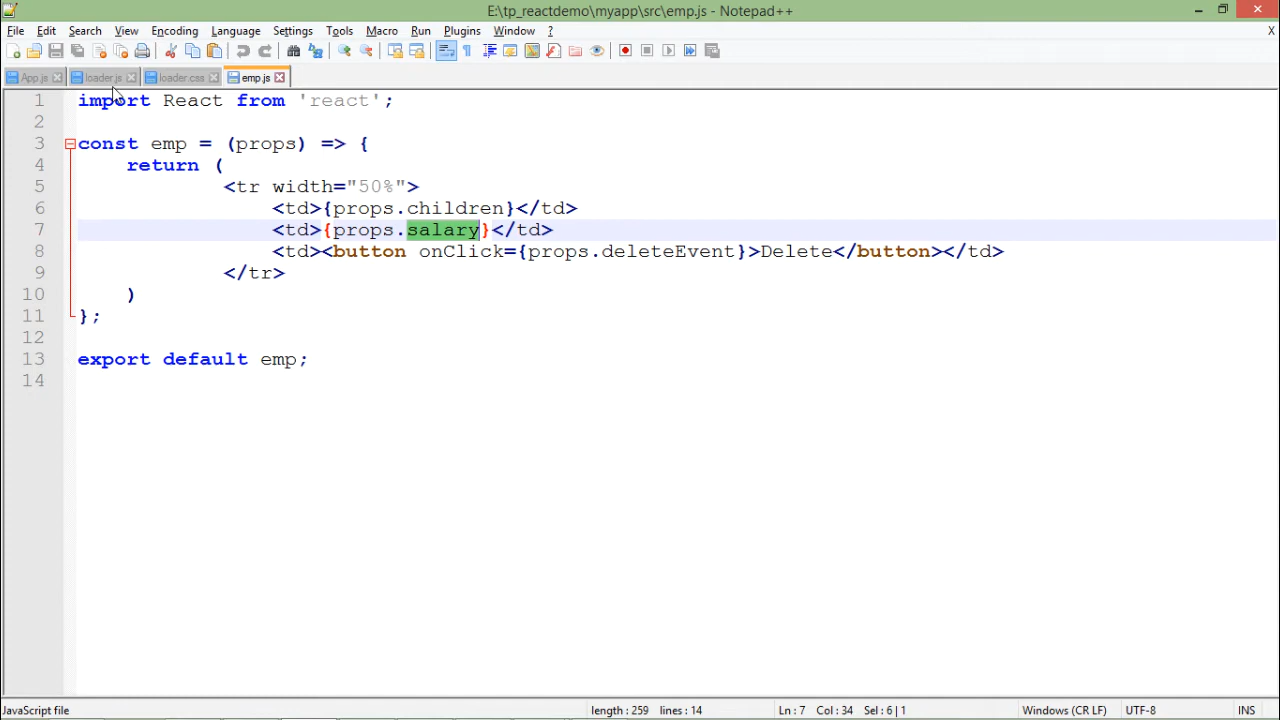 E:\tp_reactdemo\myapp\src\emp.js - Notepad++
File Edit Search View Encoding Language Settings Tools Macro Run Plugins Window ? X
App.js loader.js loader.css emp.js
1 import React from 'react';
2
3 const emp = (props) => {
4 return (
5 <tr width="50%">
6 <td>{props.children}</td>
7 <td>{props.salary}</td>
8 <td><button onClick={props.deleteEvent}>Delete</button></td>
9 </tr>
10 )
11 };
12
13 export default emp;
14
JavaScript file length : 259 lines : 14 Ln : 7 Col : 34 Sel : 6 | 1 Windows (CR LF) UTF-8 INS